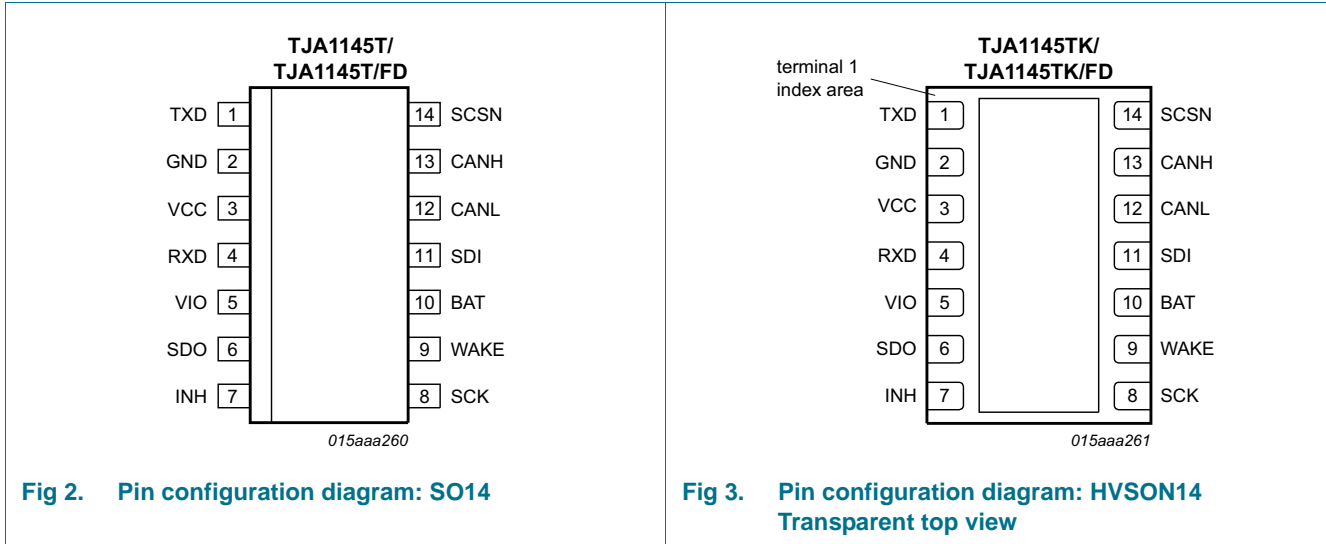 TJA1145T/
TJA1145T/FD
TXD 1
14 SCSN
GND 2
13 CANH
VCC 3
12 CANL
RXD 4
11 SDI
VIO 5
10 BAT
SDO 6
9 WAKE
INH 7
8 SCK
015aaa260
Fig 2. Pin configuration diagram: SO14
TJA1145TK/
TJA1145TK/FD
terminal 1
index area
TXD 1
14 SCSN
GND 2
13 CANH
VCC 3
12 CANL
RXD 4
11 SDI
VIO 5
10 BAT
SDO 6
9 WAKE
INH 7
8 SCK
015aaa261
Fig 3. Pin configuration diagram: HVSON14
Transparent top view